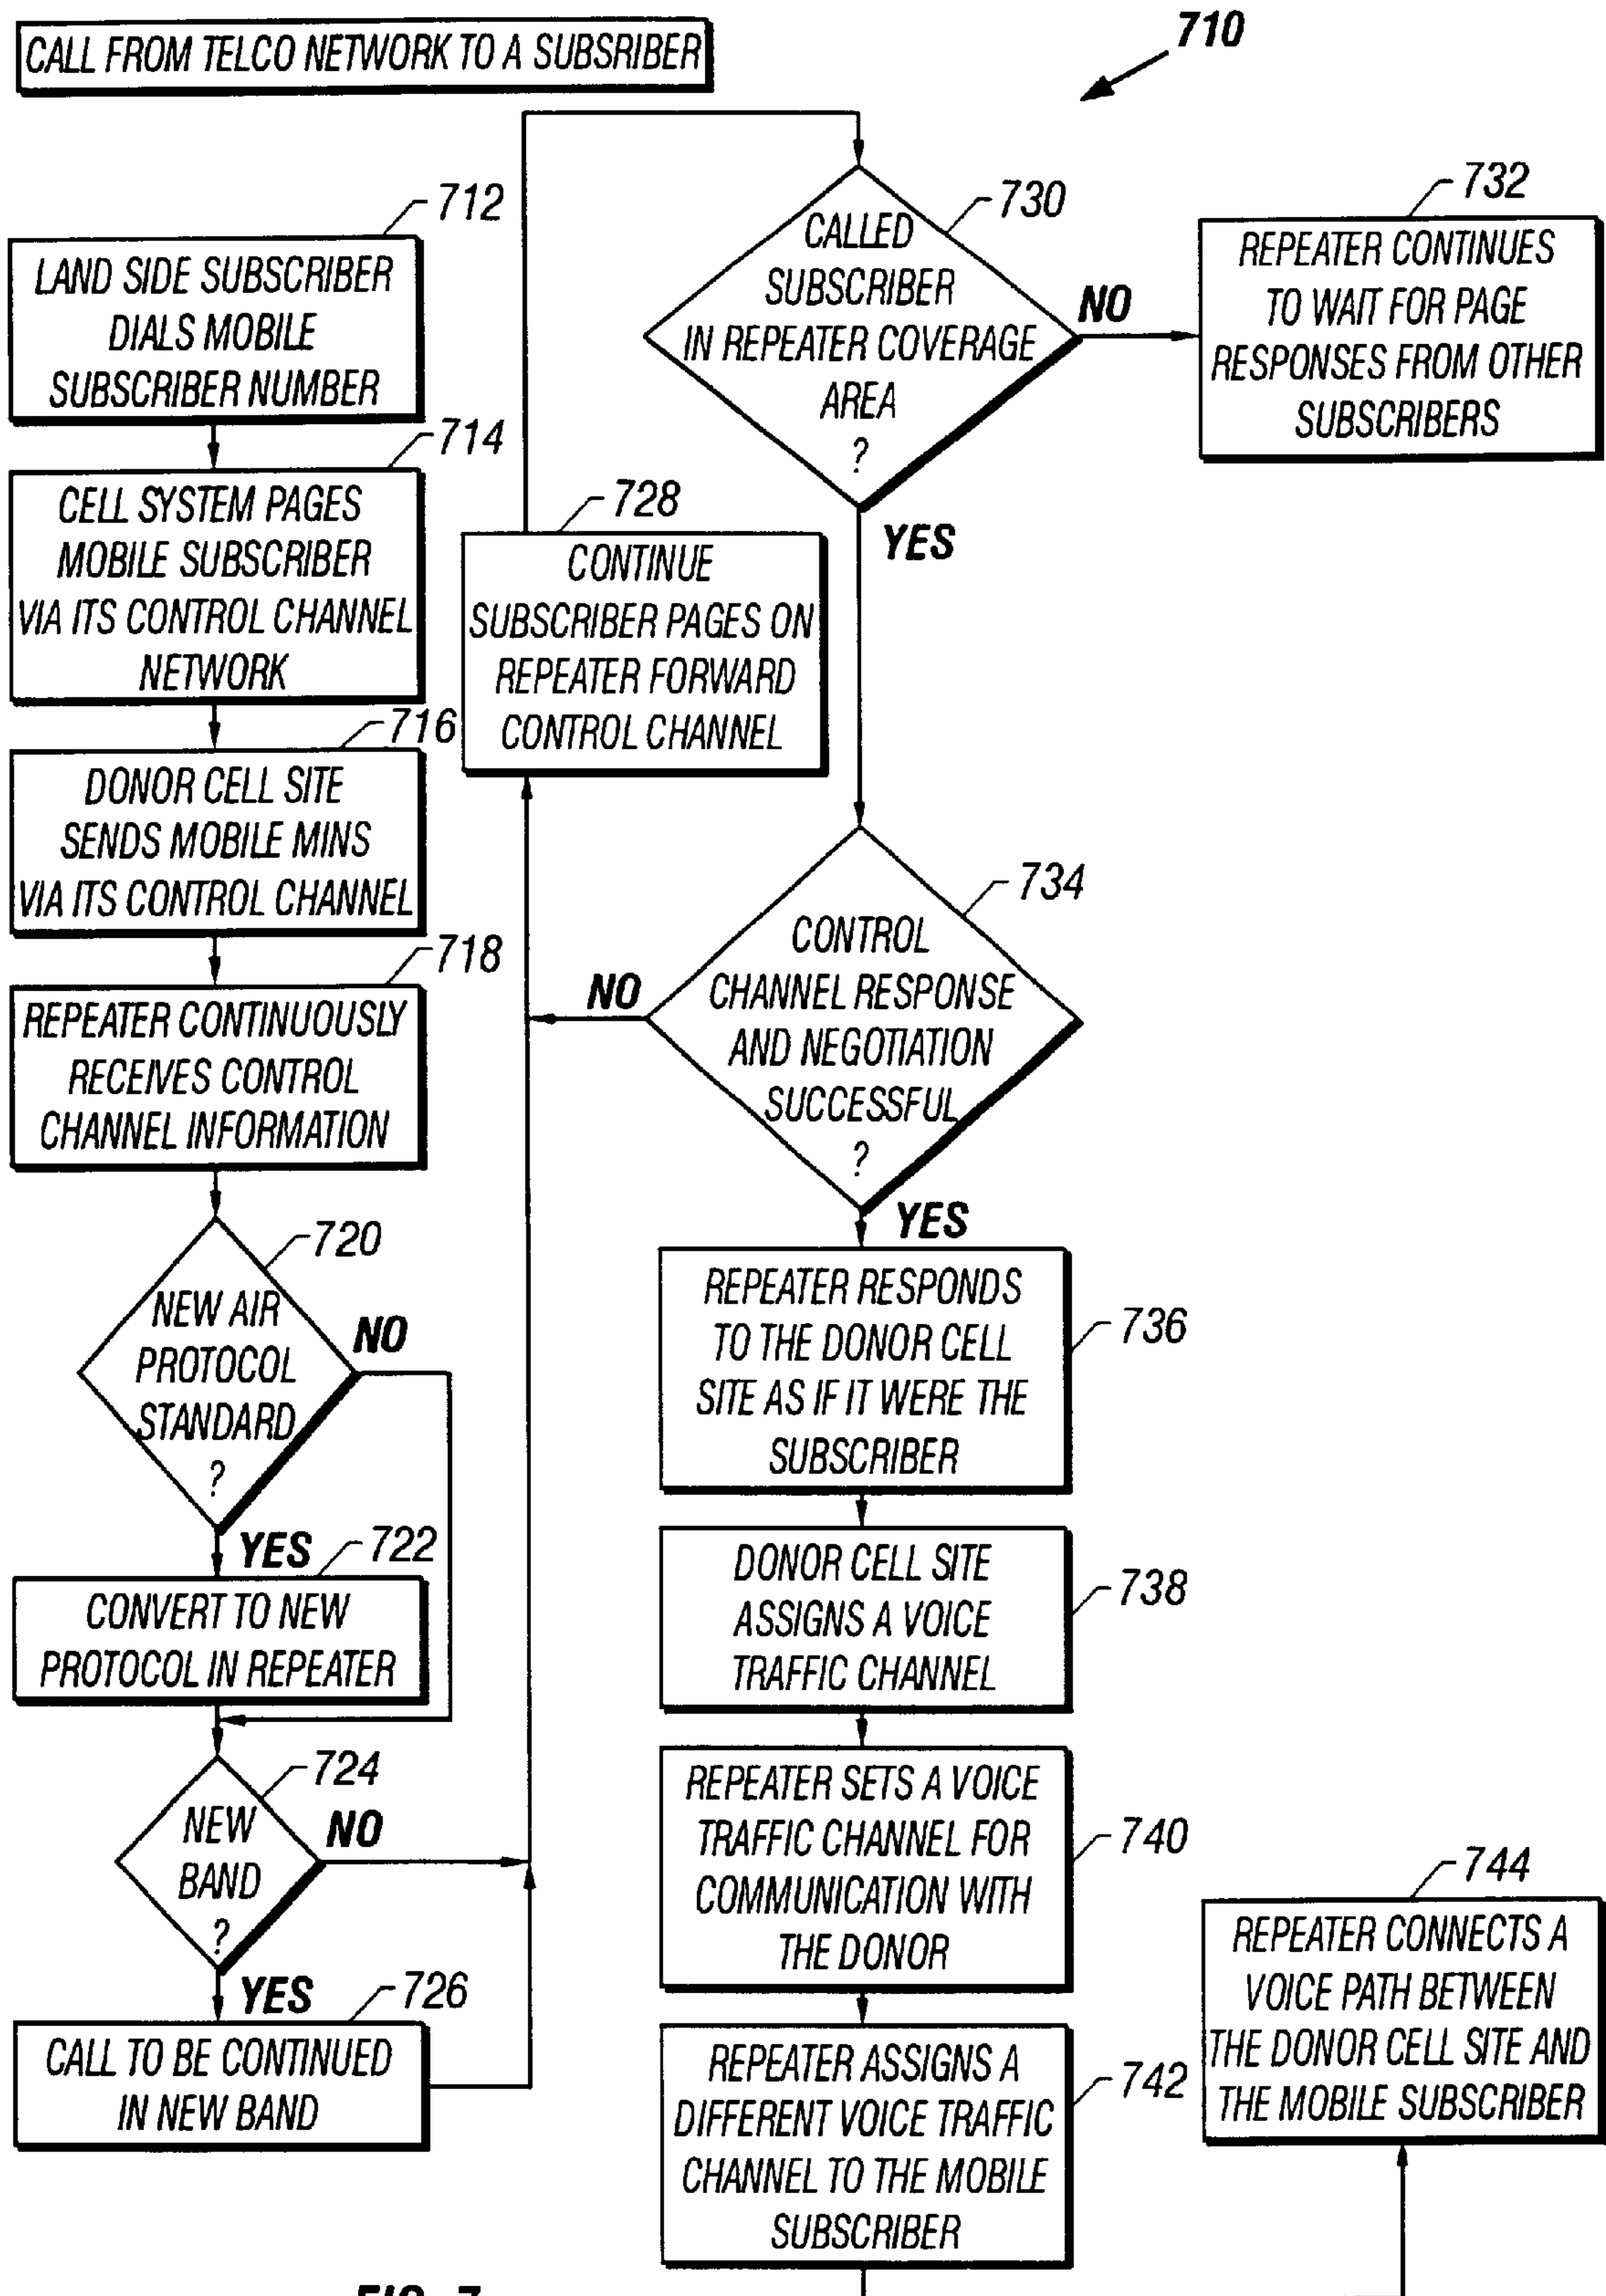 CALL FROM TELCO NETWORK TO A SUBSRIBER
710
712
LAND SIDE SUBSCRIBER
DIALS MOBILE
SUBSCRIBER NUMBER
714
CELL SYSTEM PAGES
MOBILE SUBSCRIBER
VIA ITS CONTROL CHANNEL
NETWORK
716
DONOR CELL SITE
SENDS MOBILE MINS
VIA ITS CONTROL CHANNEL
718
REPEATER CONTINUOUSLY
RECEIVES CONTROL
CHANNEL INFORMATION
720
NEW AIR
PROTOCOL
STANDARD
?
NO
YES
722
CONVERT TO NEW
PROTOCOL IN REPEATER
724
NEW
BAND
?
NO
YES
726
CALL TO BE CONTINUED
IN NEW BAND
728
CONTINUE
SUBSCRIBER PAGES ON
REPEATER FORWARD
CONTROL CHANNEL
730
CALLED
SUBSCRIBER
IN REPEATER COVERAGE
AREA
?
NO
YES
732
REPEATER CONTINUES
TO WAIT FOR PAGE
RESPONSES FROM OTHER
SUBSCRIBERS
734
CONTROL
CHANNEL RESPONSE
AND NEGOTIATION
SUCCESSFUL
?
NO
YES
736
REPEATER RESPONDS
TO THE DONOR CELL
SITE AS IF IT WERE THE
SUBSCRIBER
738
DONOR CELL SITE
ASSIGNS A VOICE
TRAFFIC CHANNEL
740
REPEATER SETS A VOICE
TRAFFIC CHANNEL FOR
COMMUNICATION WITH
THE DONOR
742
REPEATER ASSIGNS A
DIFFERENT VOICE TRAFFIC
CHANNEL TO THE MOBILE
SUBSCRIBER
744
REPEATER CONNECTS A
VOICE PATH BETWEEN
THE DONOR CELL SITE AND
THE MOBILE SUBSCRIBER